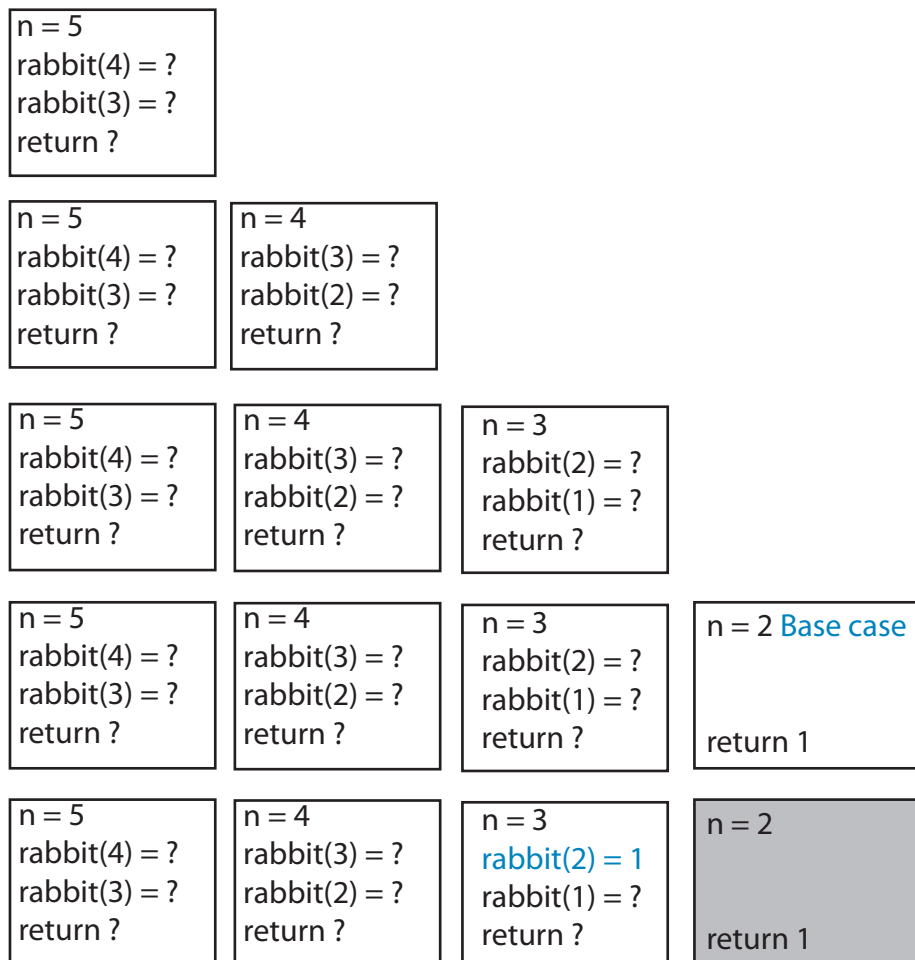 n = 5
rabbit(4) = ?
rabbit(3) = ?
return ?
n = 5
rabbit(4) = ?
rabbit(3) = ?
return ?
n = 4
rabbit(3) = ?
rabbit(2) = ?
return ?
n = 5
rabbit(4) = ?
rabbit(3) = ?
return ?
n = 4
rabbit(3) = ?
rabbit(2) = ?
return ?
n = 3
rabbit(2) = ?
rabbit(1) = ?
return ?
n = 5
rabbit(4) = ?
rabbit(3) = ?
return ?
n = 4
rabbit(3) = ?
rabbit(2) = ?
return ?
n = 3
rabbit(2) = ?
rabbit(1) = ?
return ?
n = 2 Base case
return 1
n = 5
rabbit(4) = ?
rabbit(3) = ?
return ?
n = 4
rabbit(3) = ?
rabbit(2) = ?
return ?
n = 3
rabbit(2) = 1
rabbit(1) = ?
return ?
n = 2
return 1